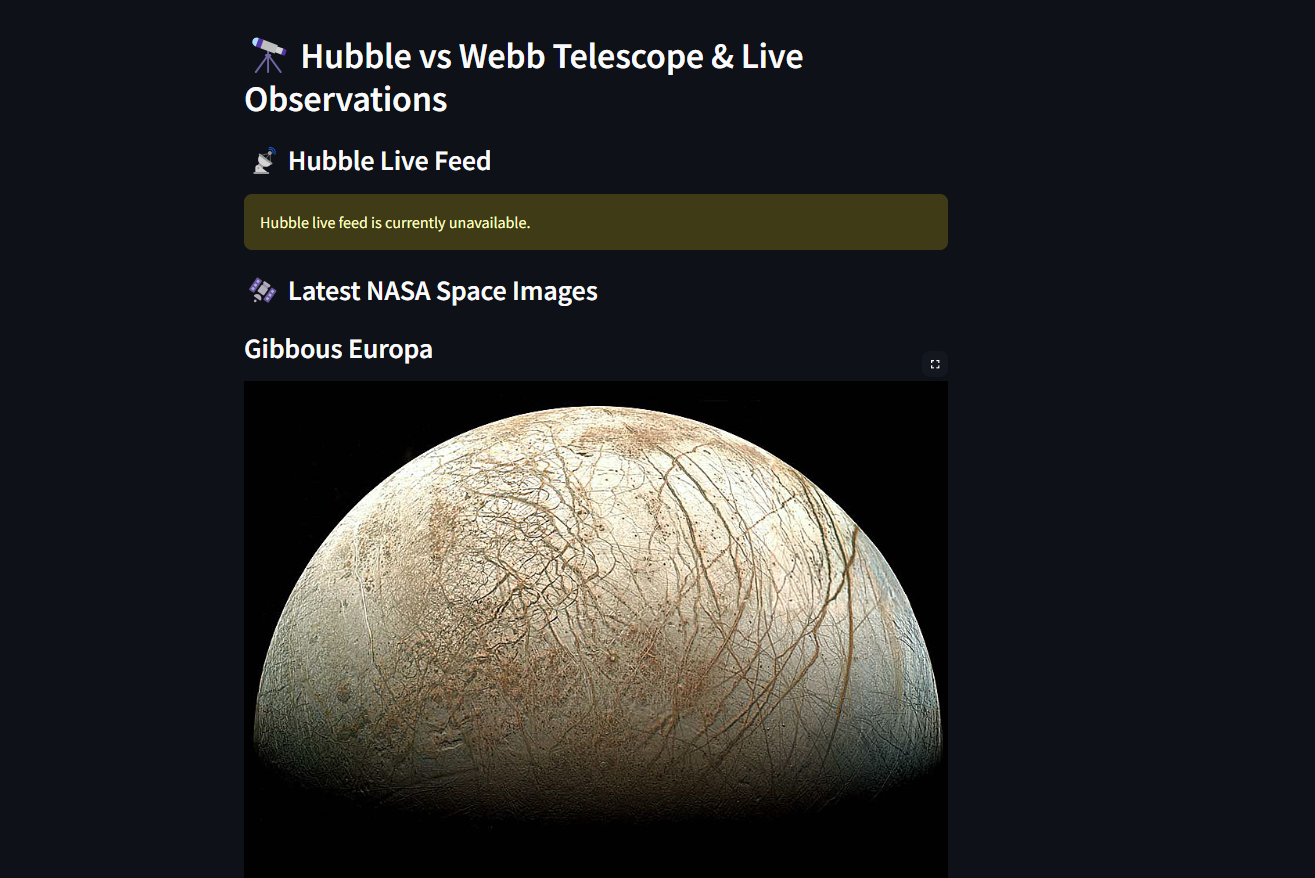 Hubble vs Webb Telescope & Live
Observations
Hubble Live Feed
Hubble live feed is currently unavailable.
Latest NASA Space Images
Gibbous Europa